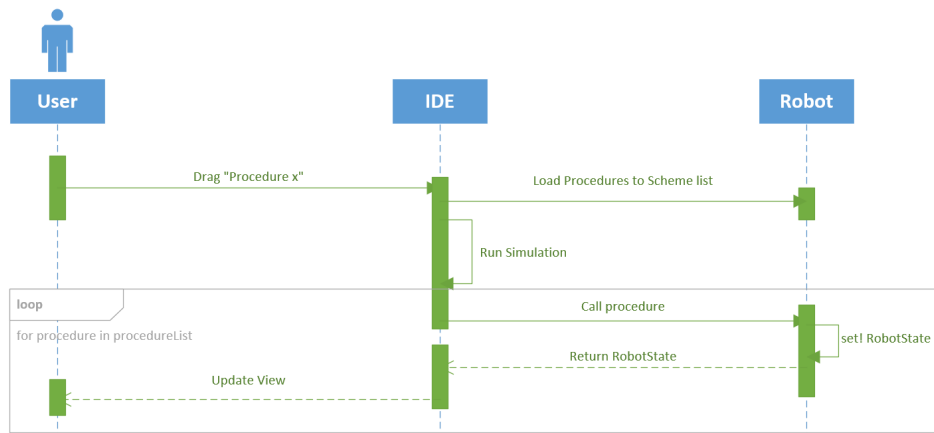 User
IDE
Robot
Drag "Procedure x"
Load Procedures to Scheme list
Run Simulation
loop
Call procedure
for procedure in procedureList
set! RobotState
Return RobotState
Update View